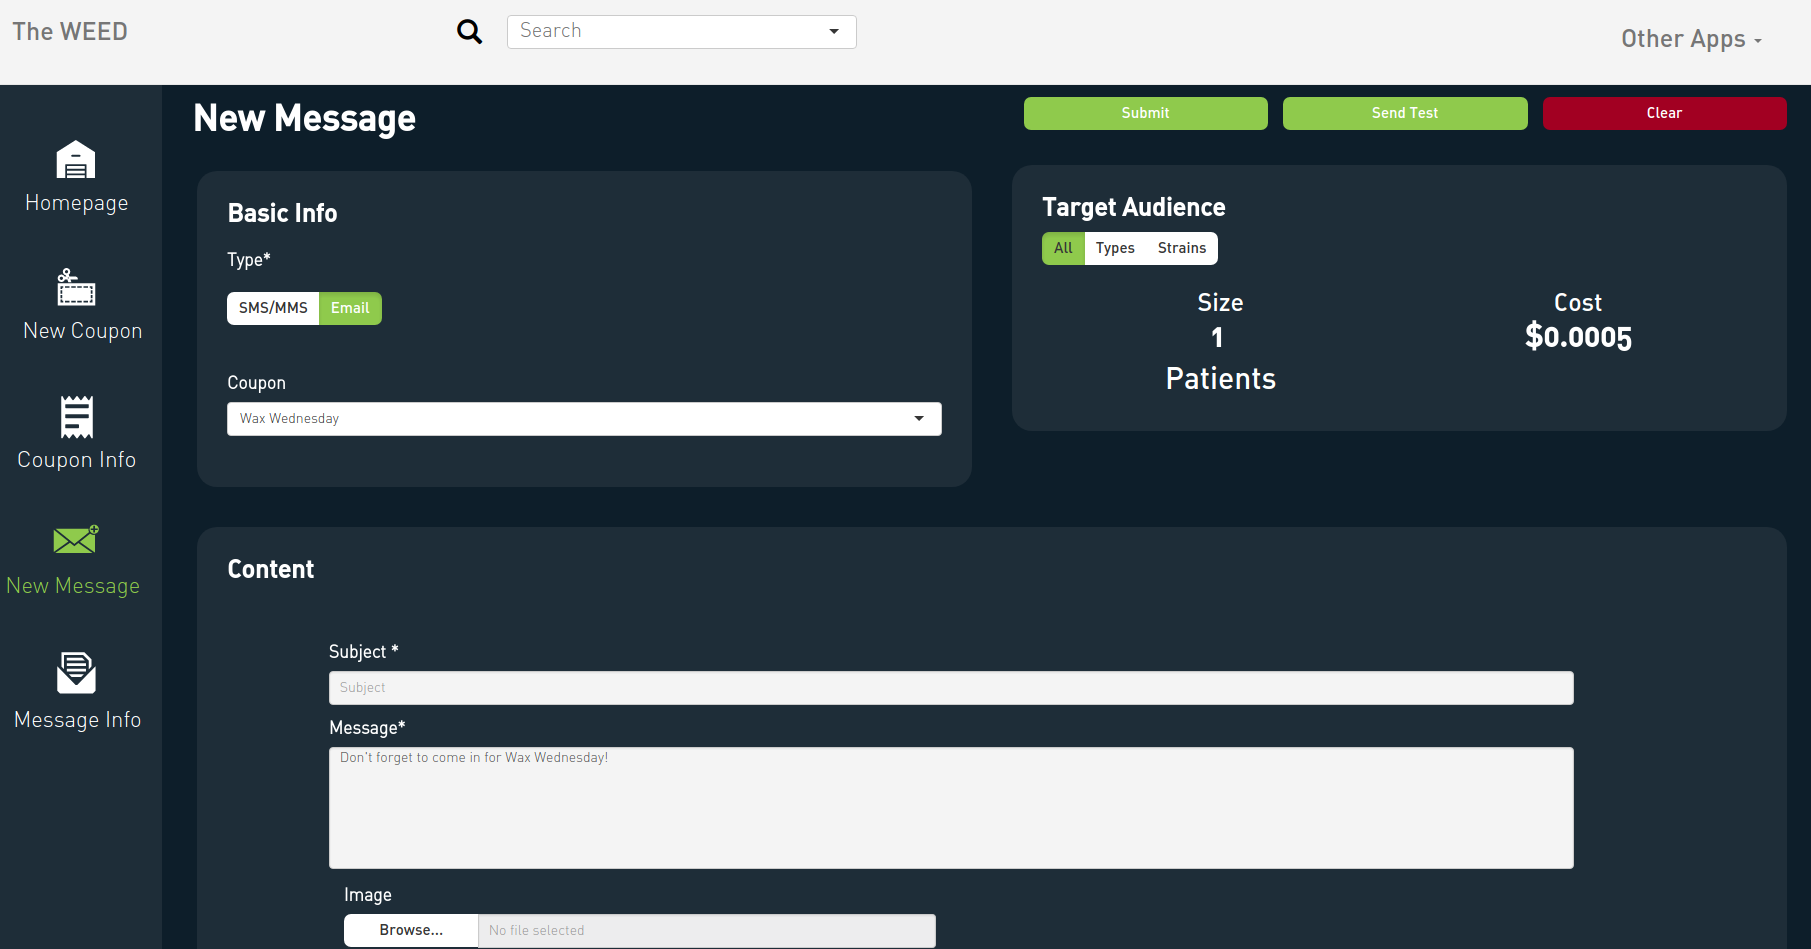 The WEED
Search
Other Apps
Homepage
New Coupon
Coupon Info
New Message
Message Info
New Message
Submit
Send Test
Clear
Basic Info
Type*
SMS/MMS
Email
Coupon
Wax Wednesday
Target Audience
All
Types
Strains
Size
1
Patients
Cost
$0.0005
Content
Subject *
Subject
Message*
Don't forget to come in for Wax Wednesday!
Image
Browse...
No file selected